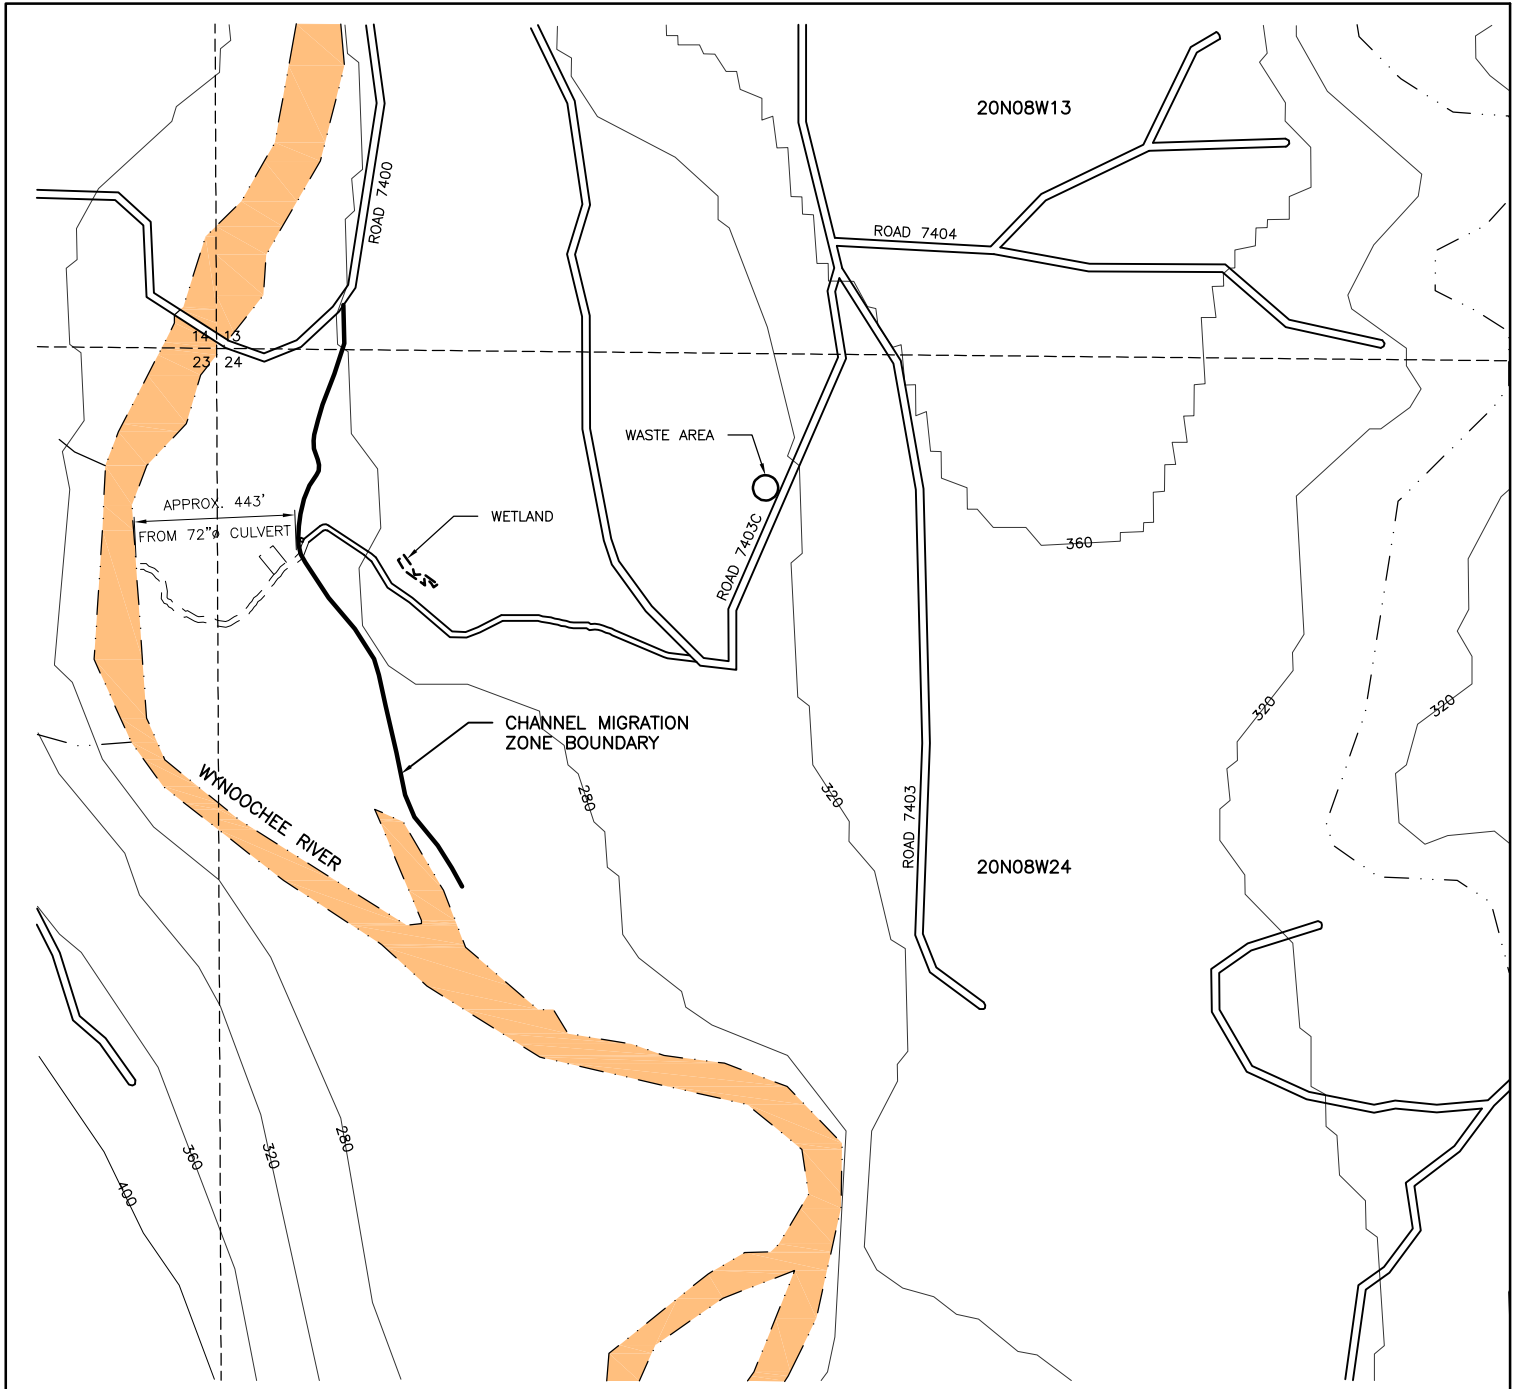 20N08W13
ROAD 7400
ROAD 7404
14 13
23 24
WASTE AREA
APPROX. 443'
FROM 72"ø CULVERT
WETLAND
ROAD 7403C
360
CHANNEL MIGRATION
ZONE BOUNDARY
320
320
WYNOOCHEE RIVER
280
320
ROAD 7403
20N08W24
280
320
360
400